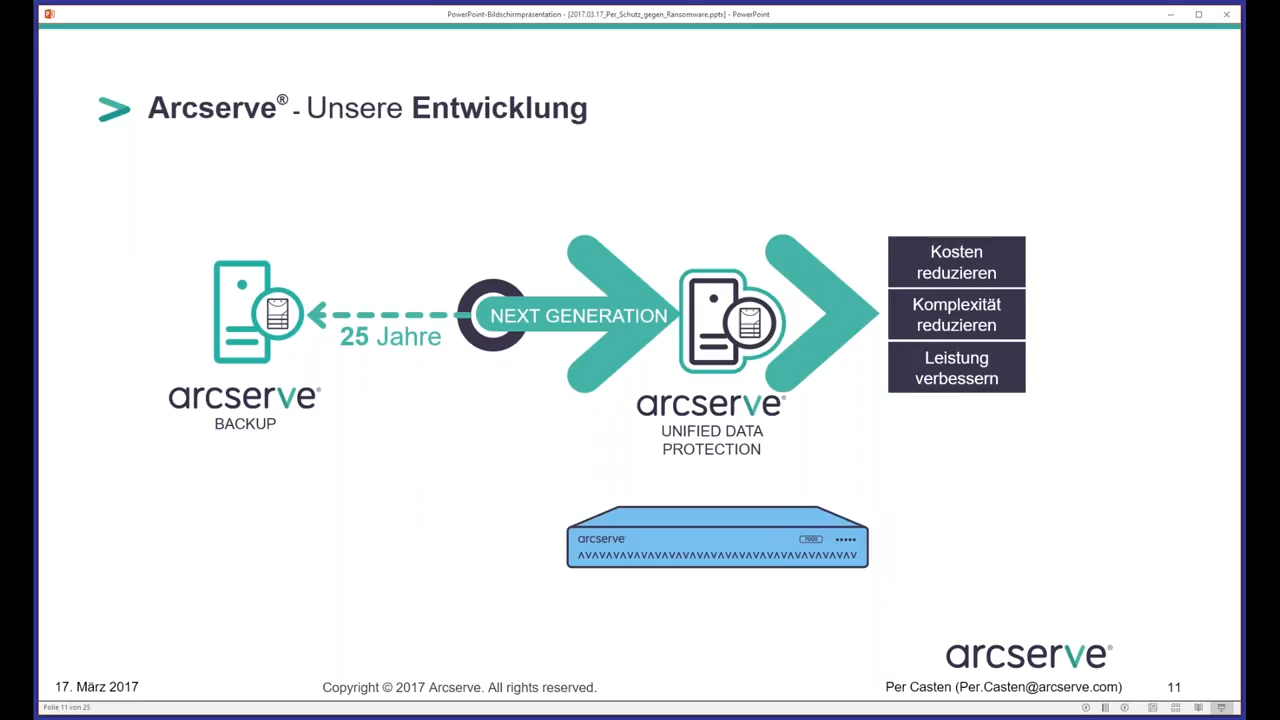 PowerPoint-Bildschirmpräsentation - [2017.03.17_Per_Schutz_gegen_Ransomware.pptx] - PowerPoint
Arcserve® - Unsere Entwicklung
25 Jahre
NEXT GENERATION
arcserve®
BACKUP
arcserve®
UNIFIED DATA
PROTECTION
Kosten
reduzieren
Komplexität
reduzieren
Leistung
verbessern
arcserve
7000
arcserve®
17. März 2017
Copyright © 2017 Arcserve. All rights reserved.
Per Casten (Per.Casten@arcserve.com)
11
Folie 11 von 25